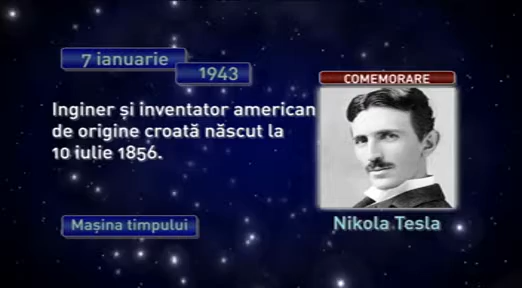 7 ianuarie
1943
COMEMORARE
Inginer și inventator american
de origine croată născut la
10 iulie 1856.
Nikola Tesla
Mașina timpului